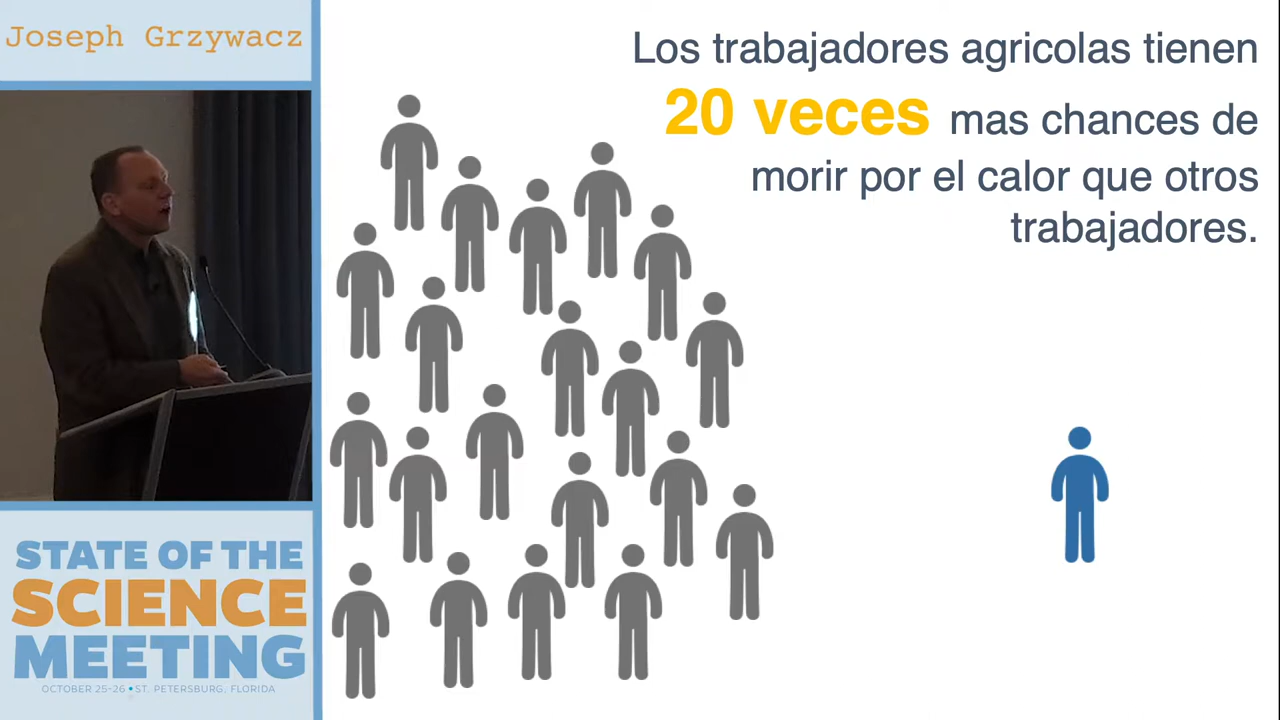 Joseph Grzywacz
Los trabajadores agricolas tienen
20 veces mas chances de
morir por el calor que otros
trabajadores.
STATE OF THE
SCIENCE
MEETING
OCTOBER 25-26 • ST. PETERSBURG, FLORIDA